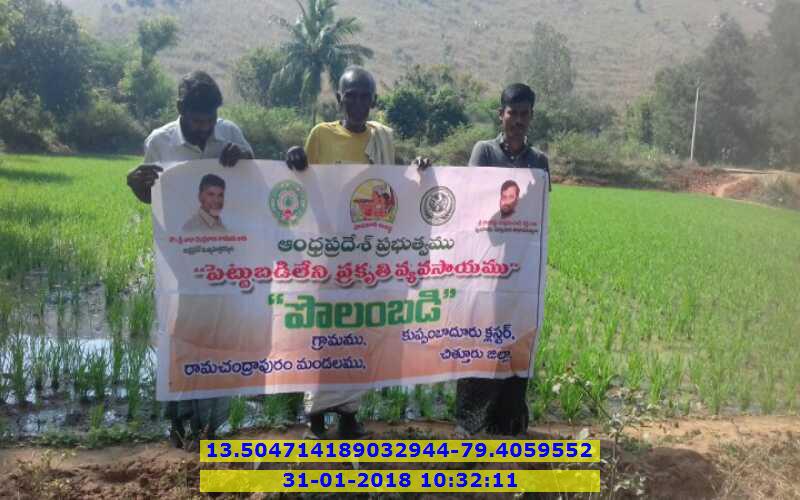 ఆంధ్రప్రదేశ్ ప్రభుత్వము
"పెట్టుబడిలేని, ప్రకృతి వ్యవసాయము"
"పొలంబడి"
గ్రామము, కుప్పంబాదూరు క్లస్టర్,
రామచంద్రాపురం మండలము, చిత్తూరు జిల్లా,
13.504714189032944-79.4059552
31-01-2018 10:32:11